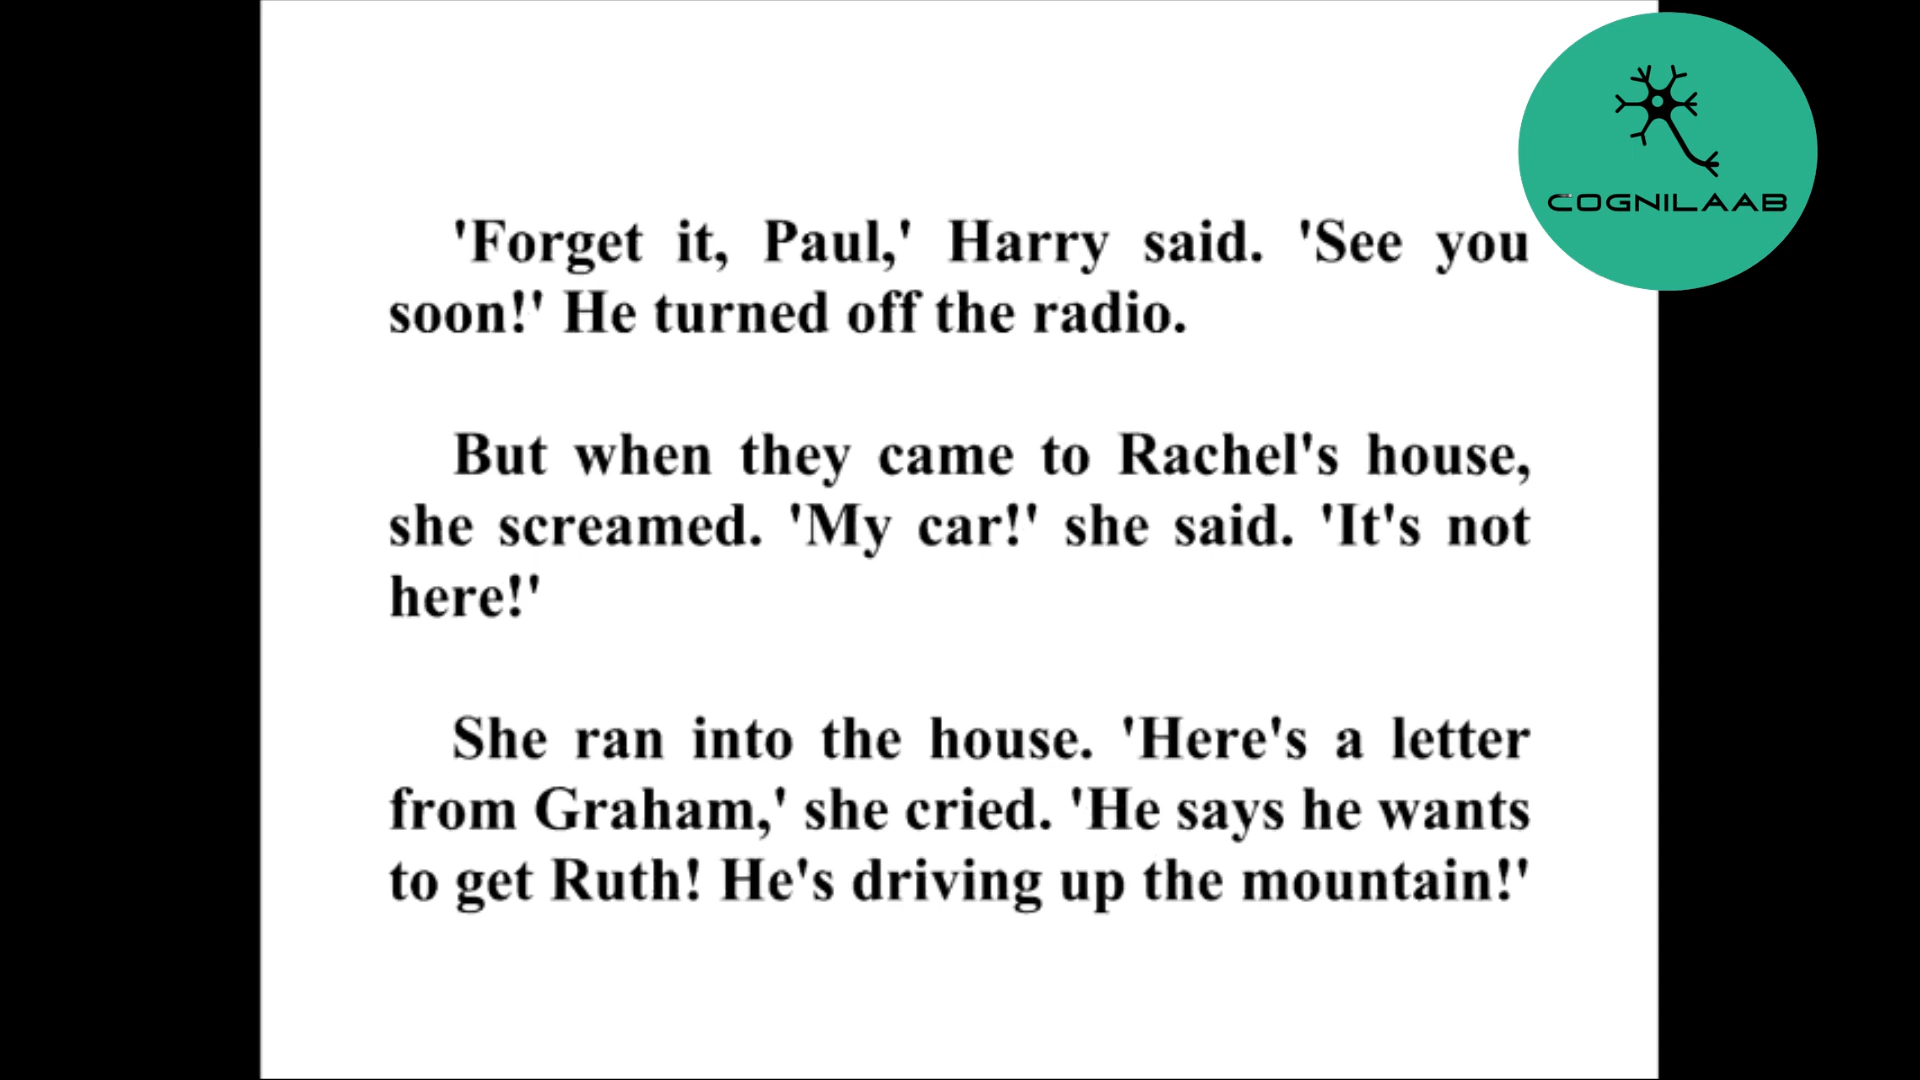 COGNILAAB
'Forget it, Paul,' Harry said. 'See you
soon!' He turned off the radio.
But when they came to Rachel's house,
she screamed. 'My car!' she said. 'It's not
here!'
She ran into the house. 'Here's a letter
from Graham,' she cried. 'He says he wants
to get Ruth! He's driving up the mountain!'